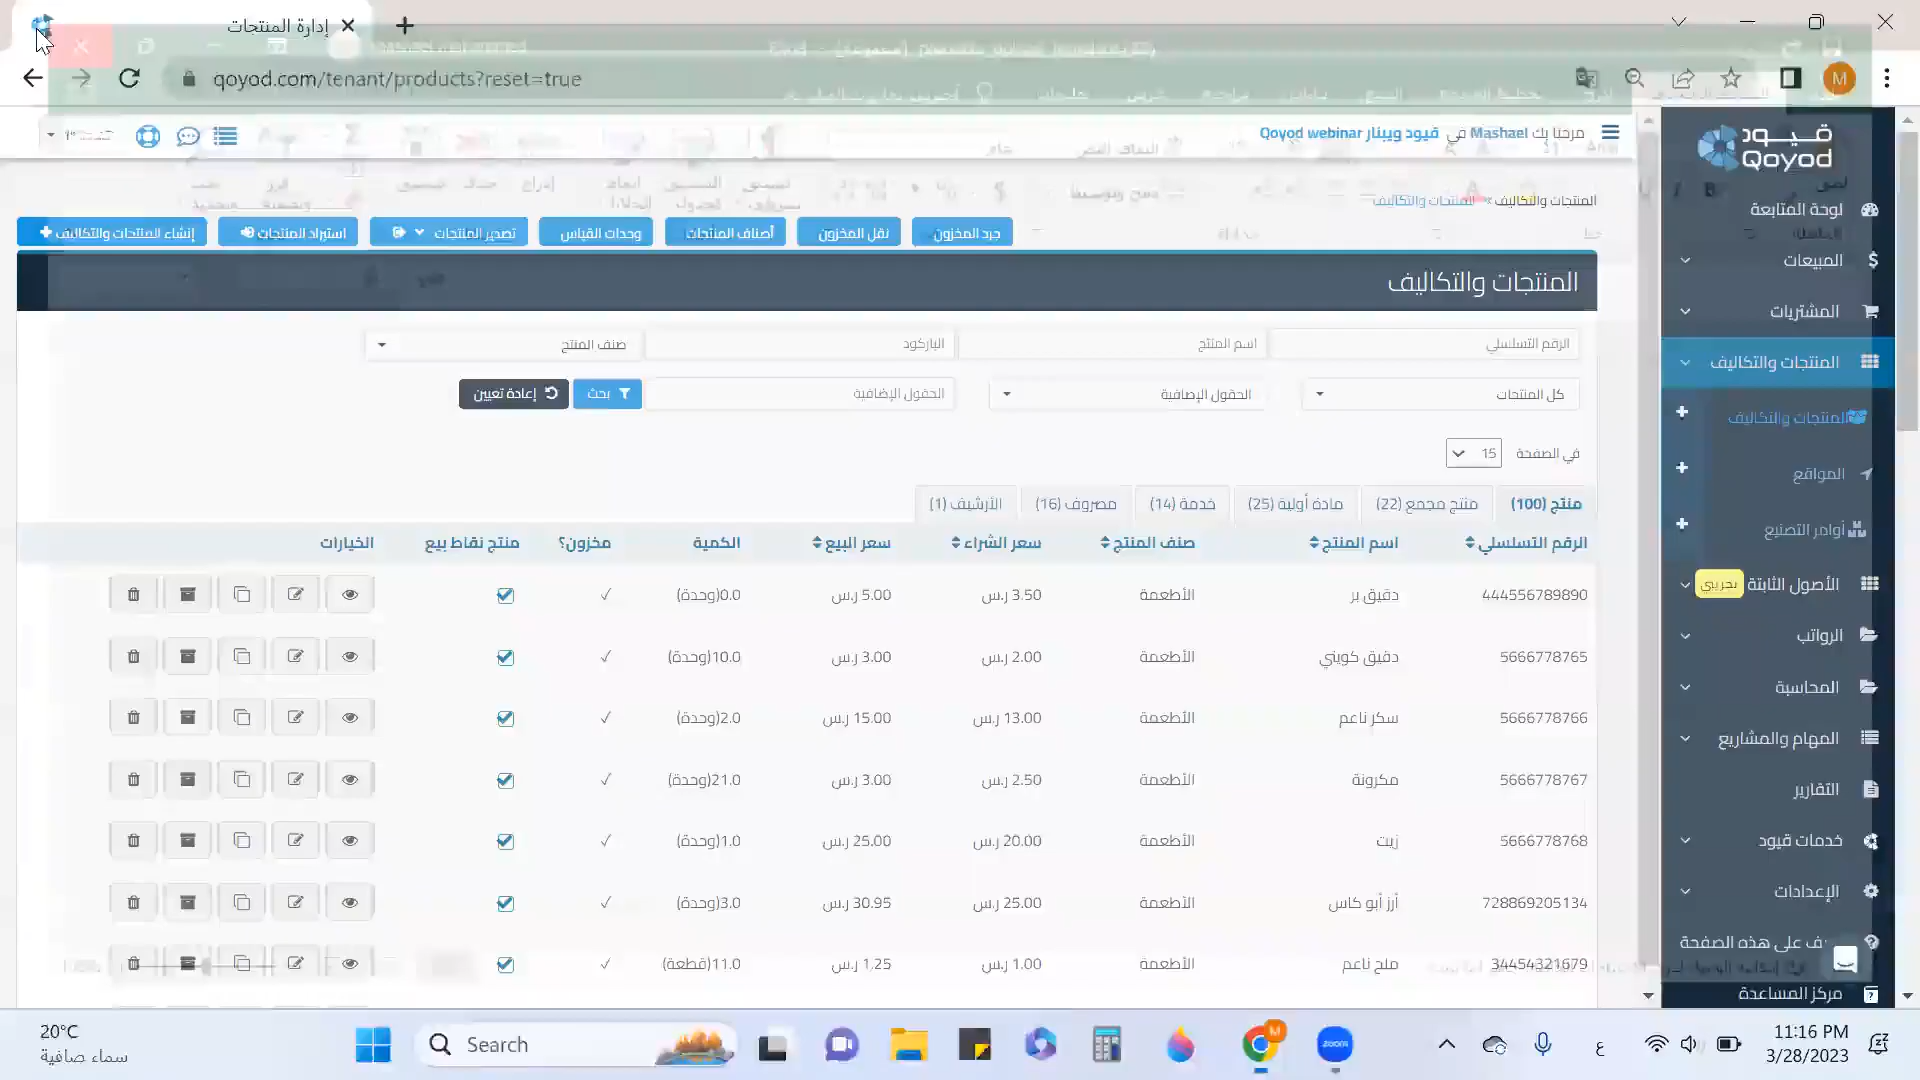 إدارة المنتجات
qoyod.com/tenant/products?reset=true
M
مرحبا بك Mashael في قيود ويبنار Qoyod webinar
قيود
Qoyod
المنتجات والتكاليف » المنتجات والتكاليف
إنشاء المنتجات والتكاليف
استيراد المنتجات
تصدير المنتجات
وحدات القياس
أصناف المنتجات
نقل المخزون
جرد المخزون
المنتجات والتكاليف
الرقم التسلسلي
اسم المنتج
الباركود
صنف المنتج
كل المنتجات
الحقول الإضافية
الحقول الإضافية
بحث
إعادة تعيين
في الصفحة 15
منتج (100)
منتج مجمع (22)
مادة أولية (25)
خدمة (14)
مصروف (16)
الأرشيف (1)
الرقم التسلسلي اسم المنتج صنف المنتج سعر الشراء سعر البيع الكمية مخزون؟ منتج نقاط بيع الخيارات
444556789890 دقيق بر الأطعمة 3.50 ر.س 5.00 ر.س 0.0(وحدة)
5666778765 دقيق كويتي الأطعمة 2.00 ر.س 3.00 ر.س 10.0(وحدة)
5666778766 سكر ناعم الأطعمة 13.00 ر.س 15.00 ر.س 2.0(وحدة)
5666778767 مكرونة الأطعمة 2.50 ر.س 3.00 ر.س 21.0(وحدة)
5666778768 زيت الأطعمة 20.00 ر.س 25.00 ر.س 1.0(وحدة)
728869205134 أرز أبو كاس الأطعمة 25.00 ر.س 30.95 ر.س 3.0(وحدة)
34454321679 ملح ناعم الأطعمة 1.00 ر.س 1.25 ر.س 11.0(قطعة)
لوحة المتابعة
المبيعات
المشتريات
المنتجات والتكاليف
المنتجات والتكاليف
المواقع
أوامر التصنيع
الأصول الثابتة تجريبي
الرواتب
المحاسبة
المهام والمشاريع
التقارير
خدمات قيود
الإعدادات
على هذه الصفحة
مركز المساعدة
20°C
سماء صافية
Search
M
zoom
ع
11:16 PM
3/28/2023